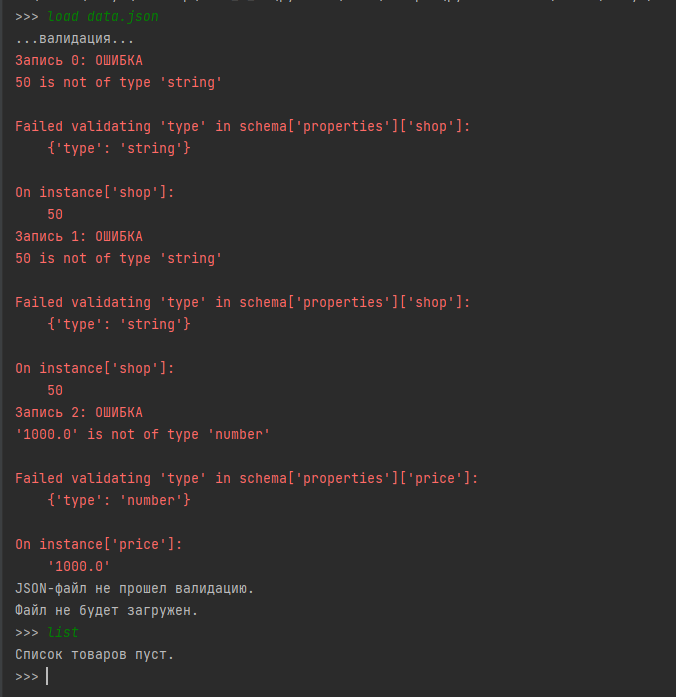 >>> load data.json
...валидация...
Запись 0: ОШИБКА
50 is not of type 'string'
Failed validating 'type' in schema['properties']['shop']:
{'type': 'string'}
On instance['shop']:
50
Запись 1: ОШИБКА
50 is not of type 'string'
Failed validating 'type' in schema['properties']['shop']:
{'type': 'string'}
On instance['shop']:
50
Запись 2: ОШИБКА
'1000.0' is not of type 'number'
Failed validating 'type' in schema['properties']['price']:
{'type': 'number'}
On instance['price']:
'1000.0'
JSON-файл не прошел валидацию.
Файл не будет загружен.
>>> list
Список товаров пуст.
>>>